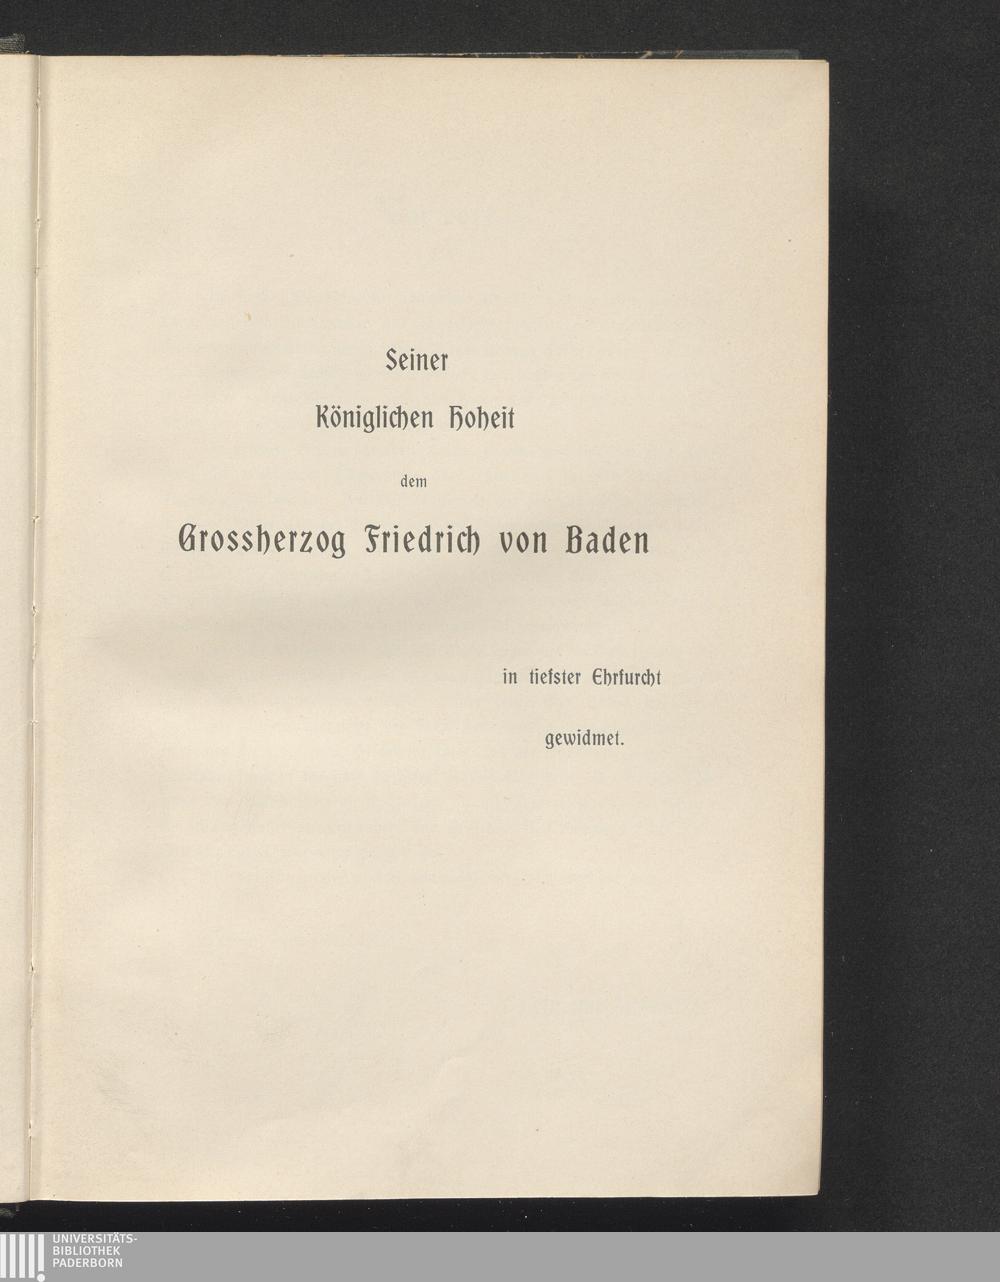 Seiner
Königlichen Hoheit
dem
Grossherzog Friedrich von Baden
in tiefster Ehrfurcht
gewidmet.
UNIVERSITÄTS-
BIBLIOTHEK
PADERBORN